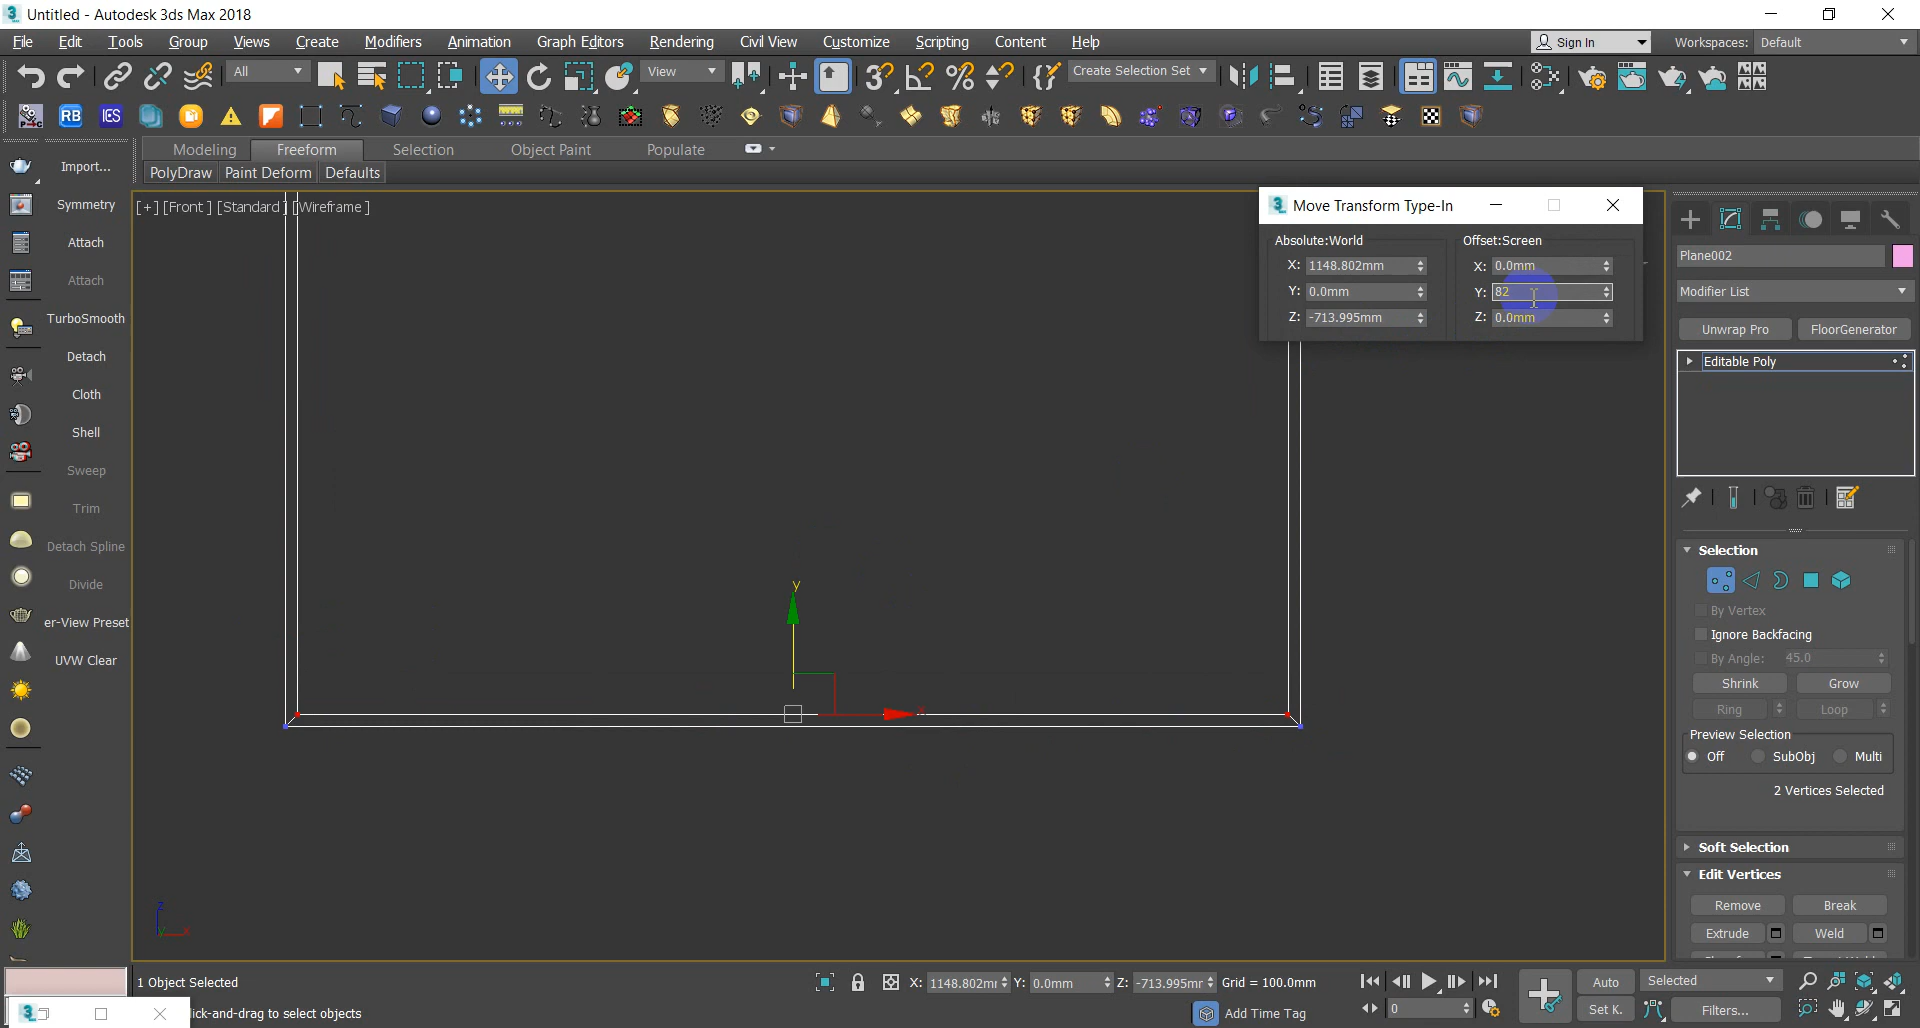 Untitled - Autodesk 3ds Max 2018
File Edit Tools Group Views Create Modifiers Animation Graph Editors Rendering Civil View Customize Scripting Content Help
Sign In Workspaces: Default
All View Create Selection Set
RB IES
Modeling Freeform Selection Object Paint Populate
PolyDraw Paint Deform Defaults
[+] [Front ] [Standard ] [Wireframe ]
Import...
Symmetry
Attach
Attach
TurboSmooth
Detach
Cloth
Shell
Sweep
Trim
Detach Spline
Divide
er-View Preset
UVW Clear
Move Transform Type-In
Absolute:World Offset:Screen
X: 1148.802mm X: 0.0mm
Y: 0.0mm Y: 82
Z: -713.995mm Z: 0.0mm
y
x
z
y x
Plane002
Modifier List
Unwrap Pro FloorGenerator
Editable Poly
Selection
By Vertex
Ignore Backfacing
By Angle: 45.0
Shrink Grow
Ring Loop
Preview Selection
Off SubObj Multi
2 Vertices Selected
Soft Selection
Edit Vertices
Remove Break
Extrude Weld
1 Object Selected X: 1148.802mr Y: 0.0mm Z: -713.995mr Grid = 100.0mm
lick-and-drag to select objects
Add Time Tag
0
Auto Selected
Set K. Filters...